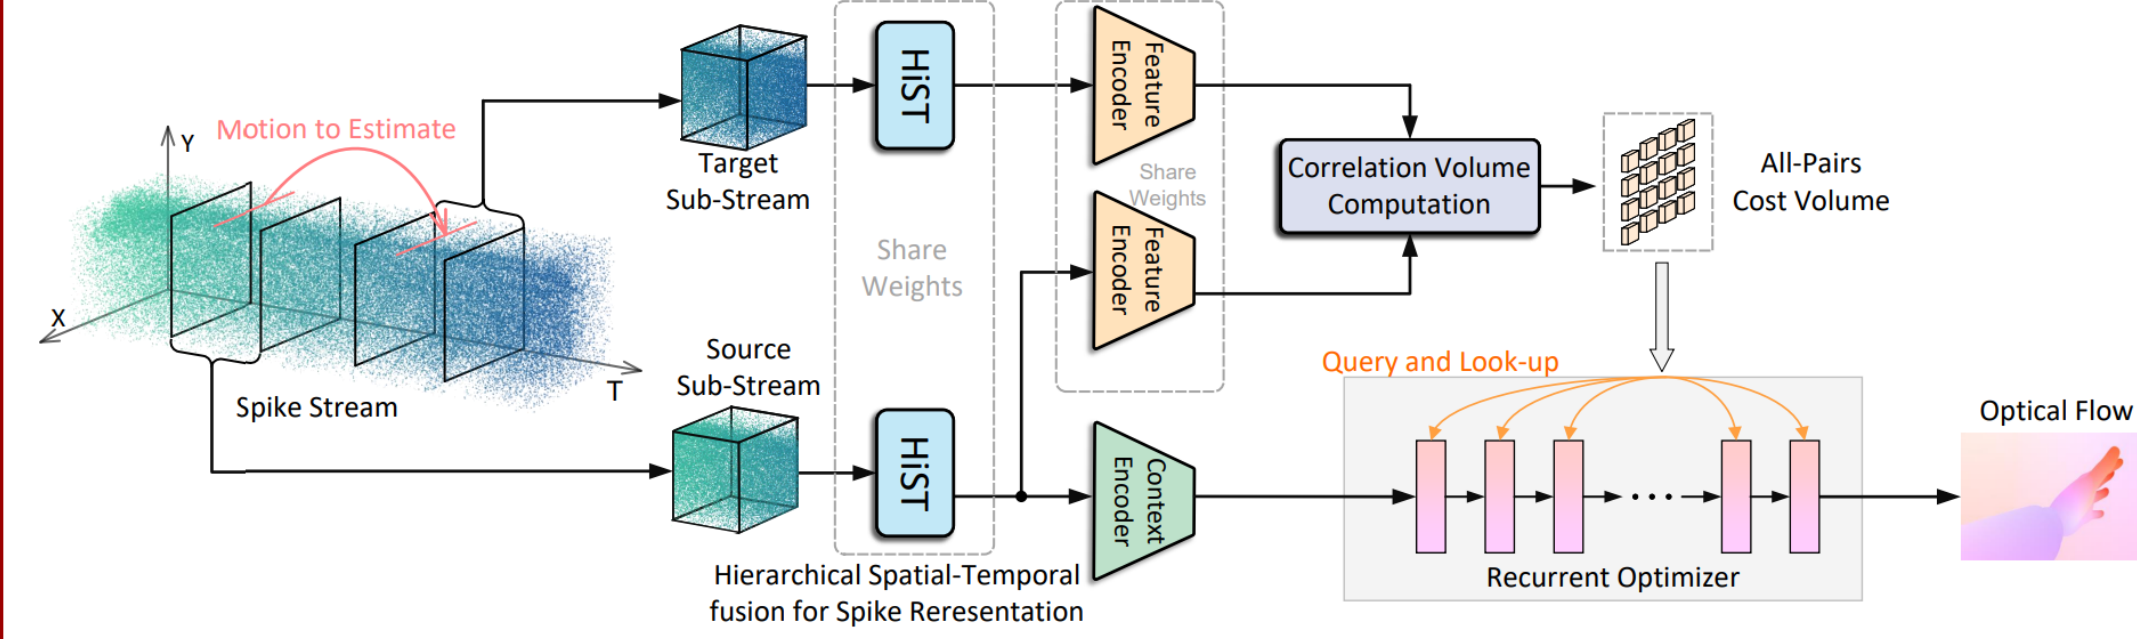 Y
Motion to Estimate
X
T
Spike Stream
Target
Sub-Stream
Source
Sub-Stream
HiST
HiST
Share
Weights
Hierarchical Spatial-Temporal
fusion for Spike Reresentation
Feature
Encoder
Share
Weights
Feature
Encoder
Context
Encoder
Correlation Volume
Computation
All-Pairs
Cost Volume
Query and Look-up
Recurrent Optimizer
Optical Flow